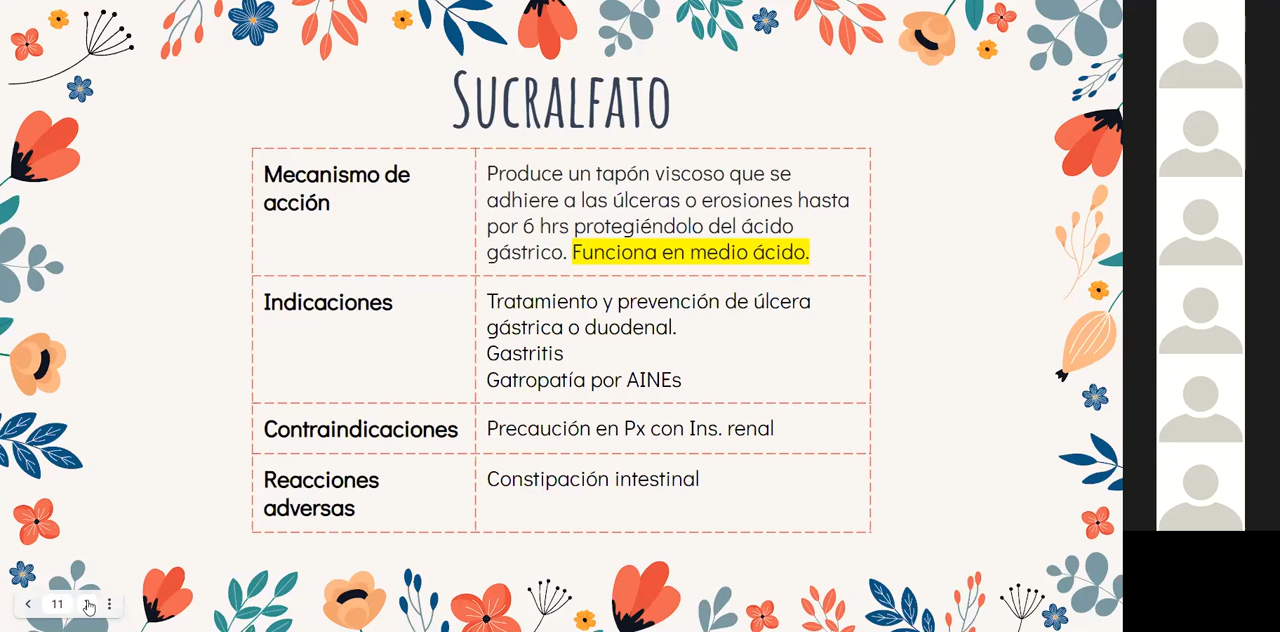 Sucralfato
Mecanismo de
acción
Produce un tapón viscoso que se
adhiere a las úlceras o erosiones hasta
por 6 hrs protegiéndolo del ácido
gástrico. Funciona en medio ácido.
Indicaciones
Tratamiento y prevención de úlcera
gástrica o duodenal.
Gastritis
Gatropatía por AINEs
Contraindicaciones
Precaución en Px con Ins. renal
Reacciones
adversas
Constipación intestinal
11